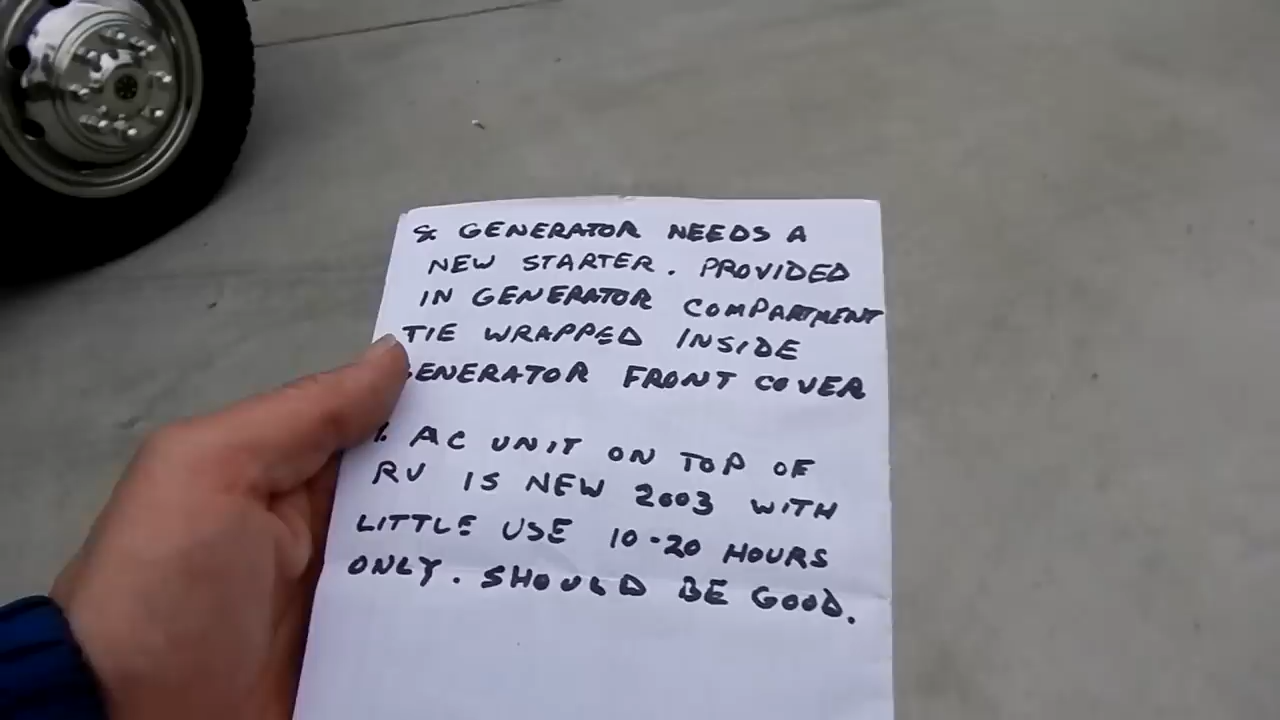 & GENERATOR NEEDS A
NEW STARTER. PROVIDED
IN GENERATOR COMPARTMENT
TIE WRAPPED INSIDE
GENERATOR FRONT COVER
AC UNIT ON TOP OF
RV IS NEW 2003 WITH
LITTLE USE 10-20 HOURS
ONLY. SHOULD BE GOOD.